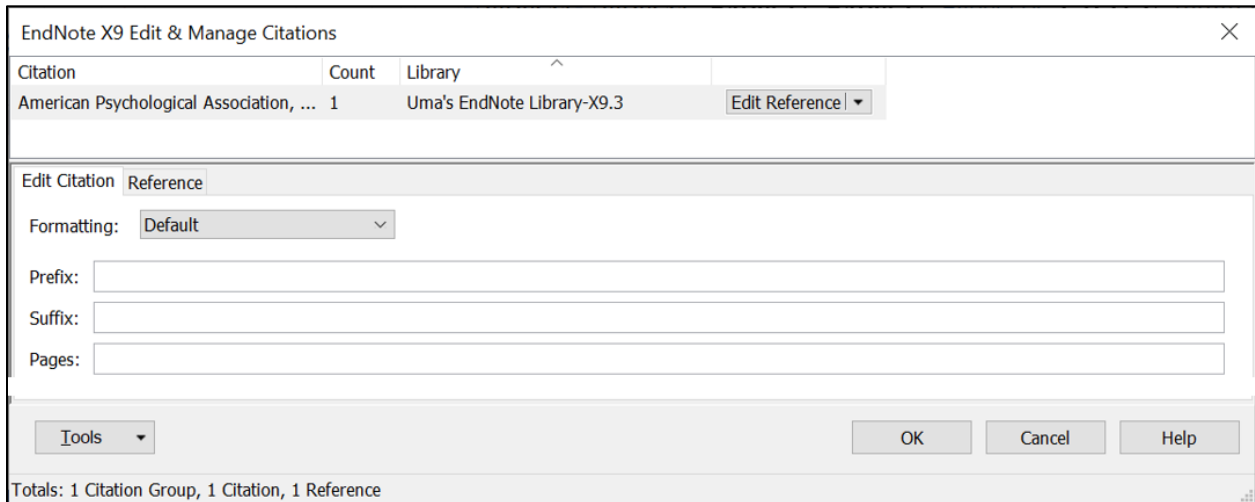 EndNote X9 Edit & Manage Citations
Citation Count Library
American Psychological Association, ... 1 Uma's EndNote Library-X9.3 Edit Reference
Edit Citation Reference
Formatting: Default
Prefix:
Suffix:
Pages:
Tools OK Cancel Help
Totals: 1 Citation Group, 1 Citation, 1 Reference